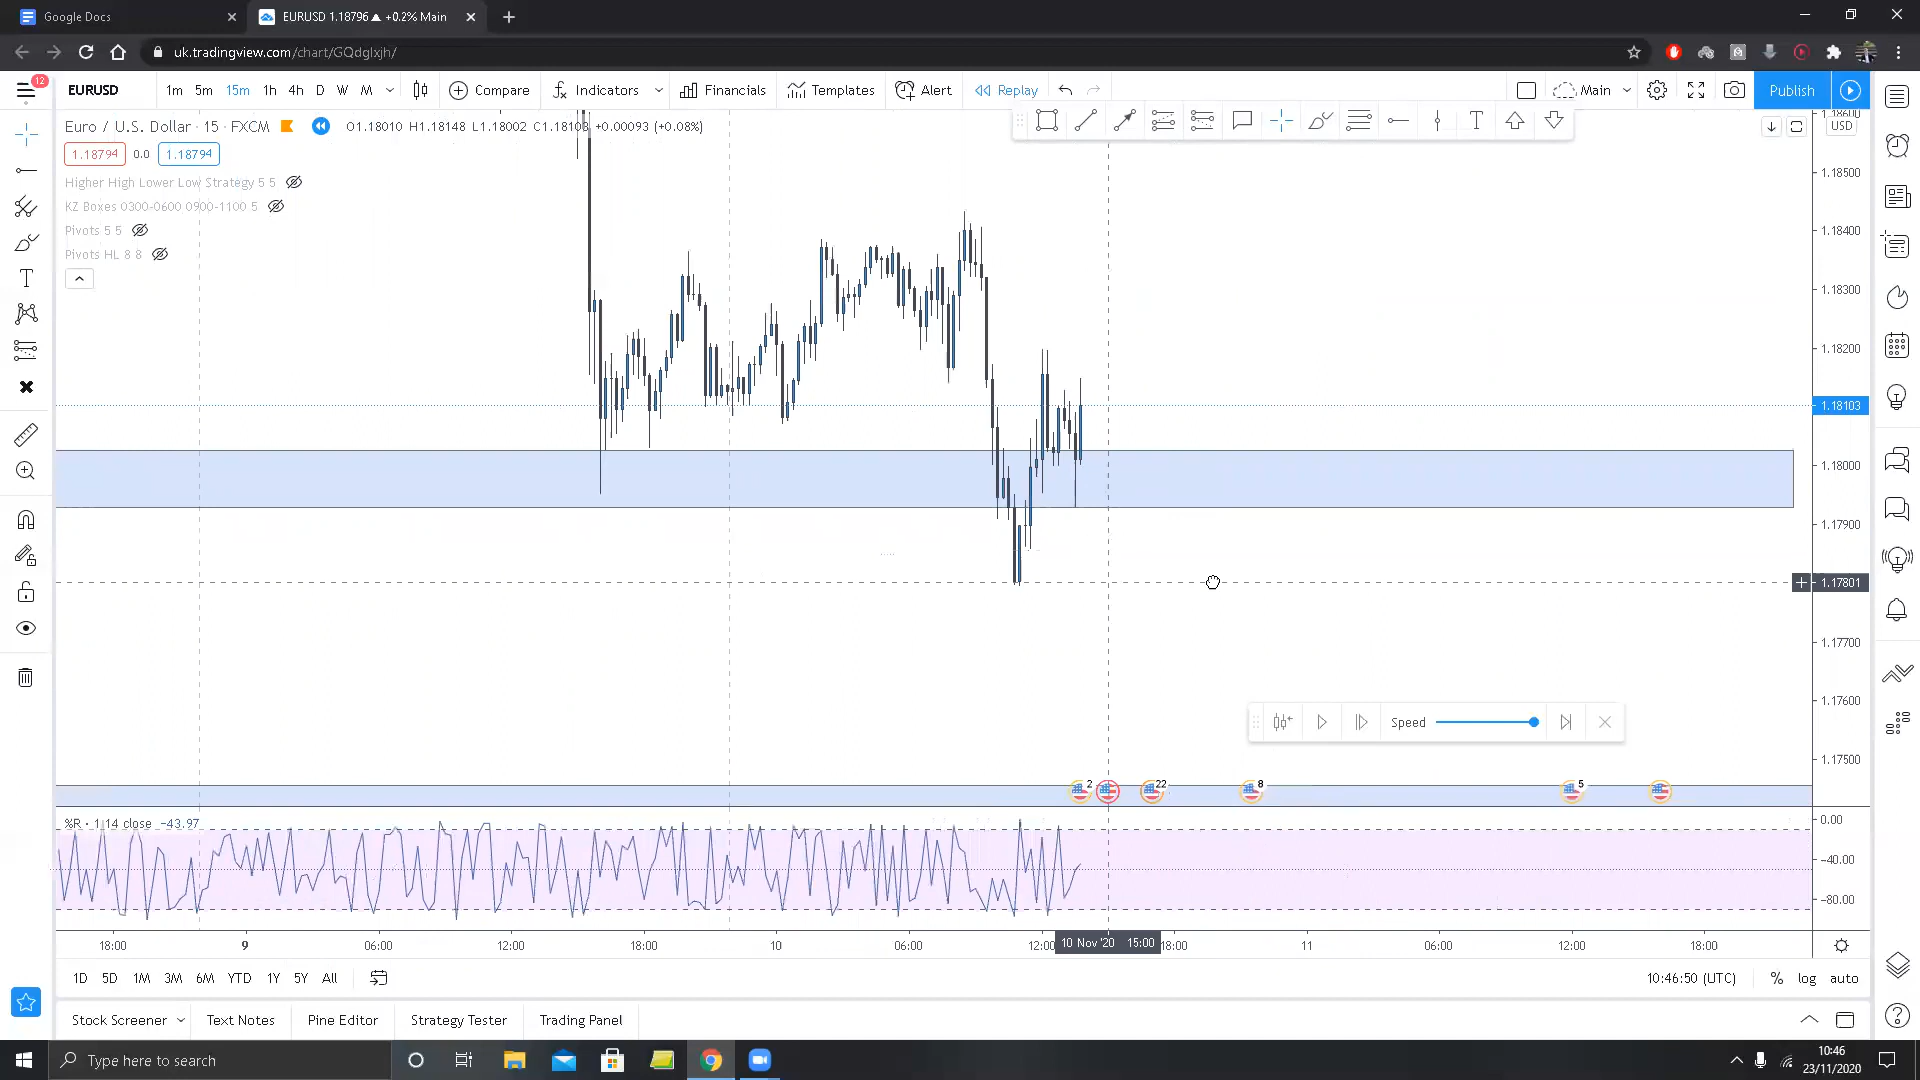 Google Docs
EURUSD 1.18796 ▲ +0.2% Main
uk.tradingview.com/chart/GQdglxjh/
12
EURUSD 1m 5m 15m 1h 4h D W M Compare Indicators Financials Templates Alert Replay Main Publish
Euro / U.S. Dollar · 15 · FXCM O1.18010 H1.18148 L1.18002 C1.18103 +0.00093 (+0.08%)
USD
1.18794 0.0 1.18794
Higher High Lower Low Strategy 5 5
KZ Boxes 0300-0600 0900-1100 5
Pivots 5 5
Pivots HL 8 8
1.18600
1.18500
1.18400
1.18300
1.18200
1.18103
1.18000
1.17900
1.17801
1.17700
1.17600
1.17500
Speed
2 22 8 5
%R · 1 14 close −43.97
0.00
−40.00
−80.00
18:00 9 06:00 12:00 18:00 10 06:00 12:00 10 Nov '20 15:00 18:00 11 06:00 12:00 18:00
1D 5D 1M 3M 6M YTD 1Y 5Y All 10:46:50 (UTC) % log auto
Stock Screener Text Notes Pine Editor Strategy Tester Trading Panel
Type here to search
10:46
23/11/2020